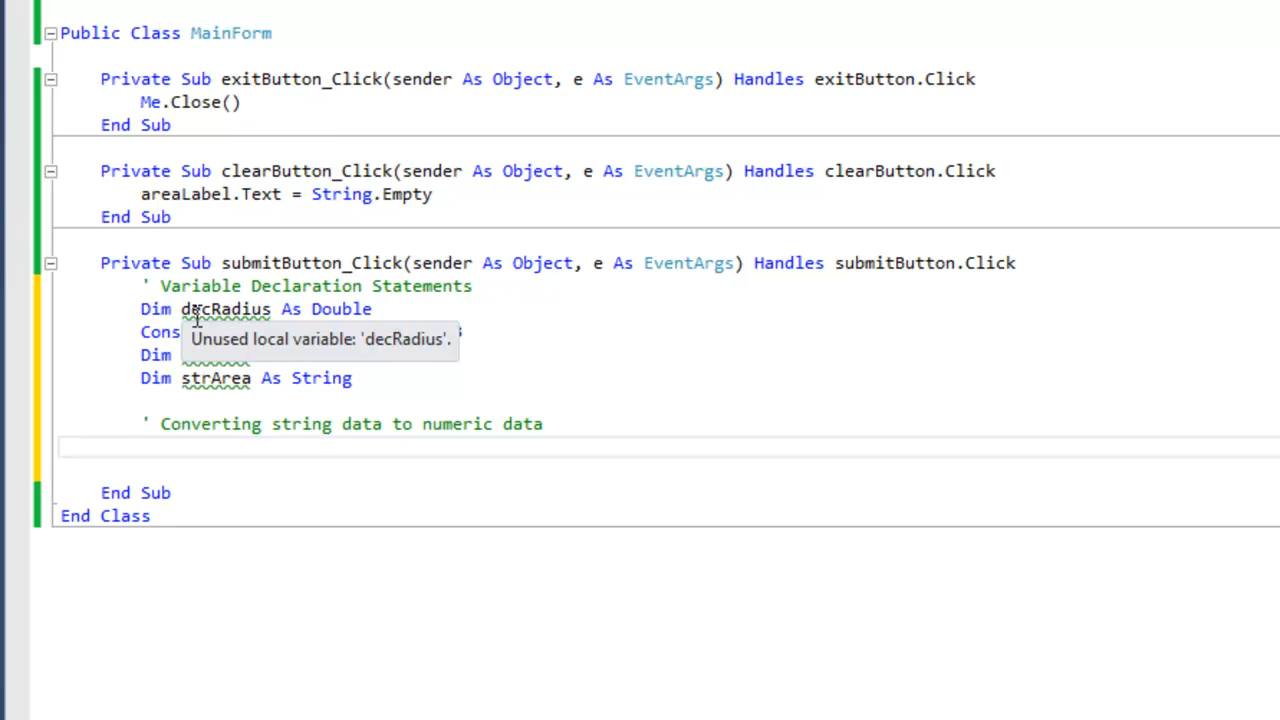 Public Class MainForm
Private Sub exitButton_Click(sender As Object, e As EventArgs) Handles exitButton.Click
Me.Close()
End Sub
Private Sub clearButton_Click(sender As Object, e As EventArgs) Handles clearButton.Click
areaLabel.Text = String.Empty
End Sub
Private Sub submitButton_Click(sender As Object, e As EventArgs) Handles submitButton.Click
' Variable Declaration Statements
Dim decRadius As Double
Cons
Unused local variable: 'decRadius'.
Dim
Dim strArea As String
' Converting string data to numeric data
End Sub
End Class